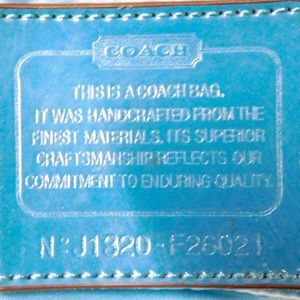 COACH
THIS IS A COACH BAG.
IT WAS HANDCRAFTED FROM THE
FINEST MATERIALS. ITS SUPERIOR
CRAFTSMANSHIP REFLECTS OUR
COMMITMENT TO ENDURING QUALITY.
Nº J1320-F26021